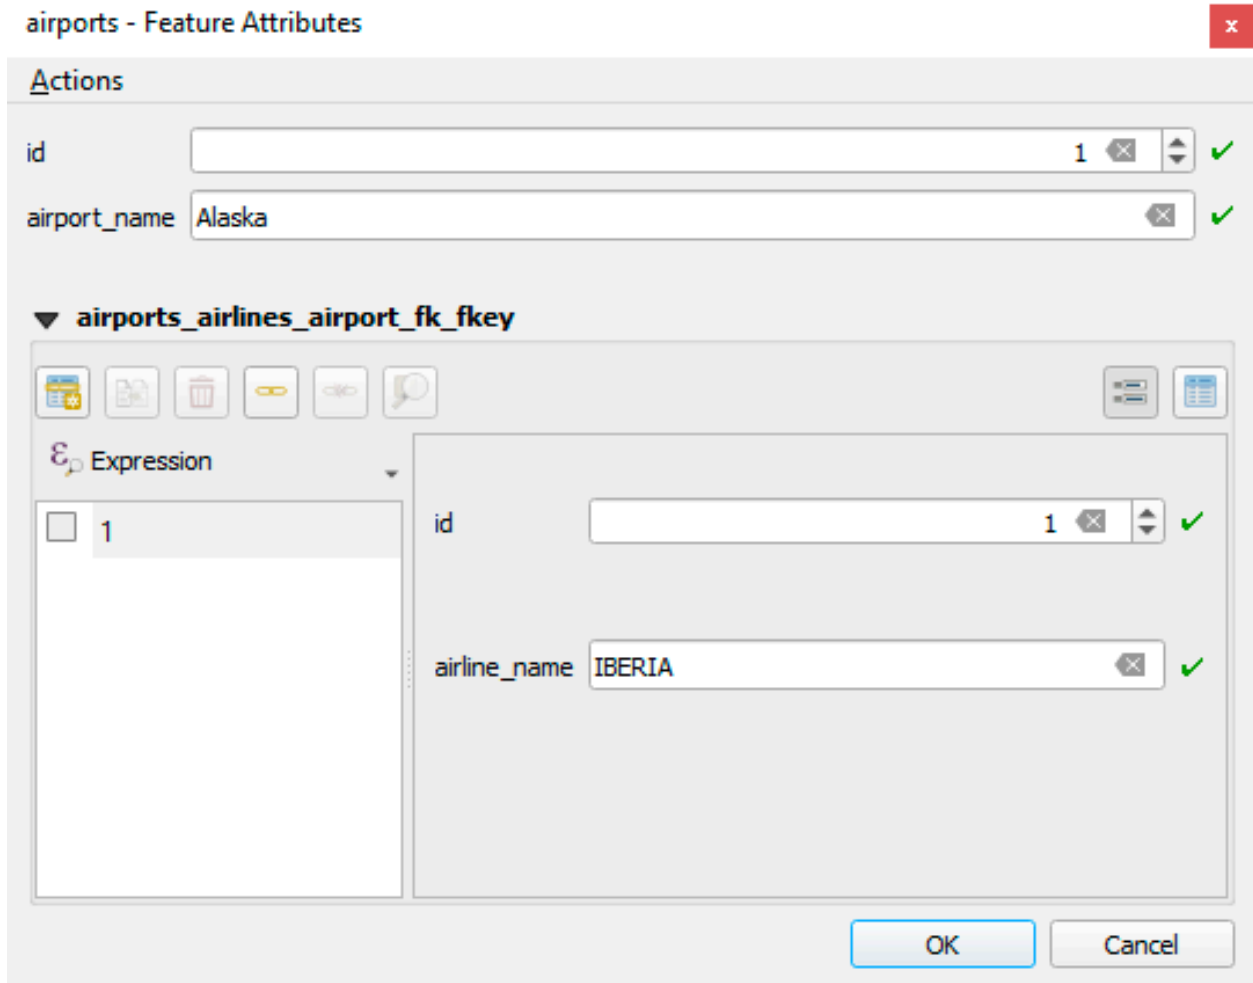 airports - Feature Attributes
x
Actions
id 1
airport_name Alaska
airports_airlines_airport_fk_fkey
ε Expression
1
id 1
airline_name IBERIA
OK Cancel